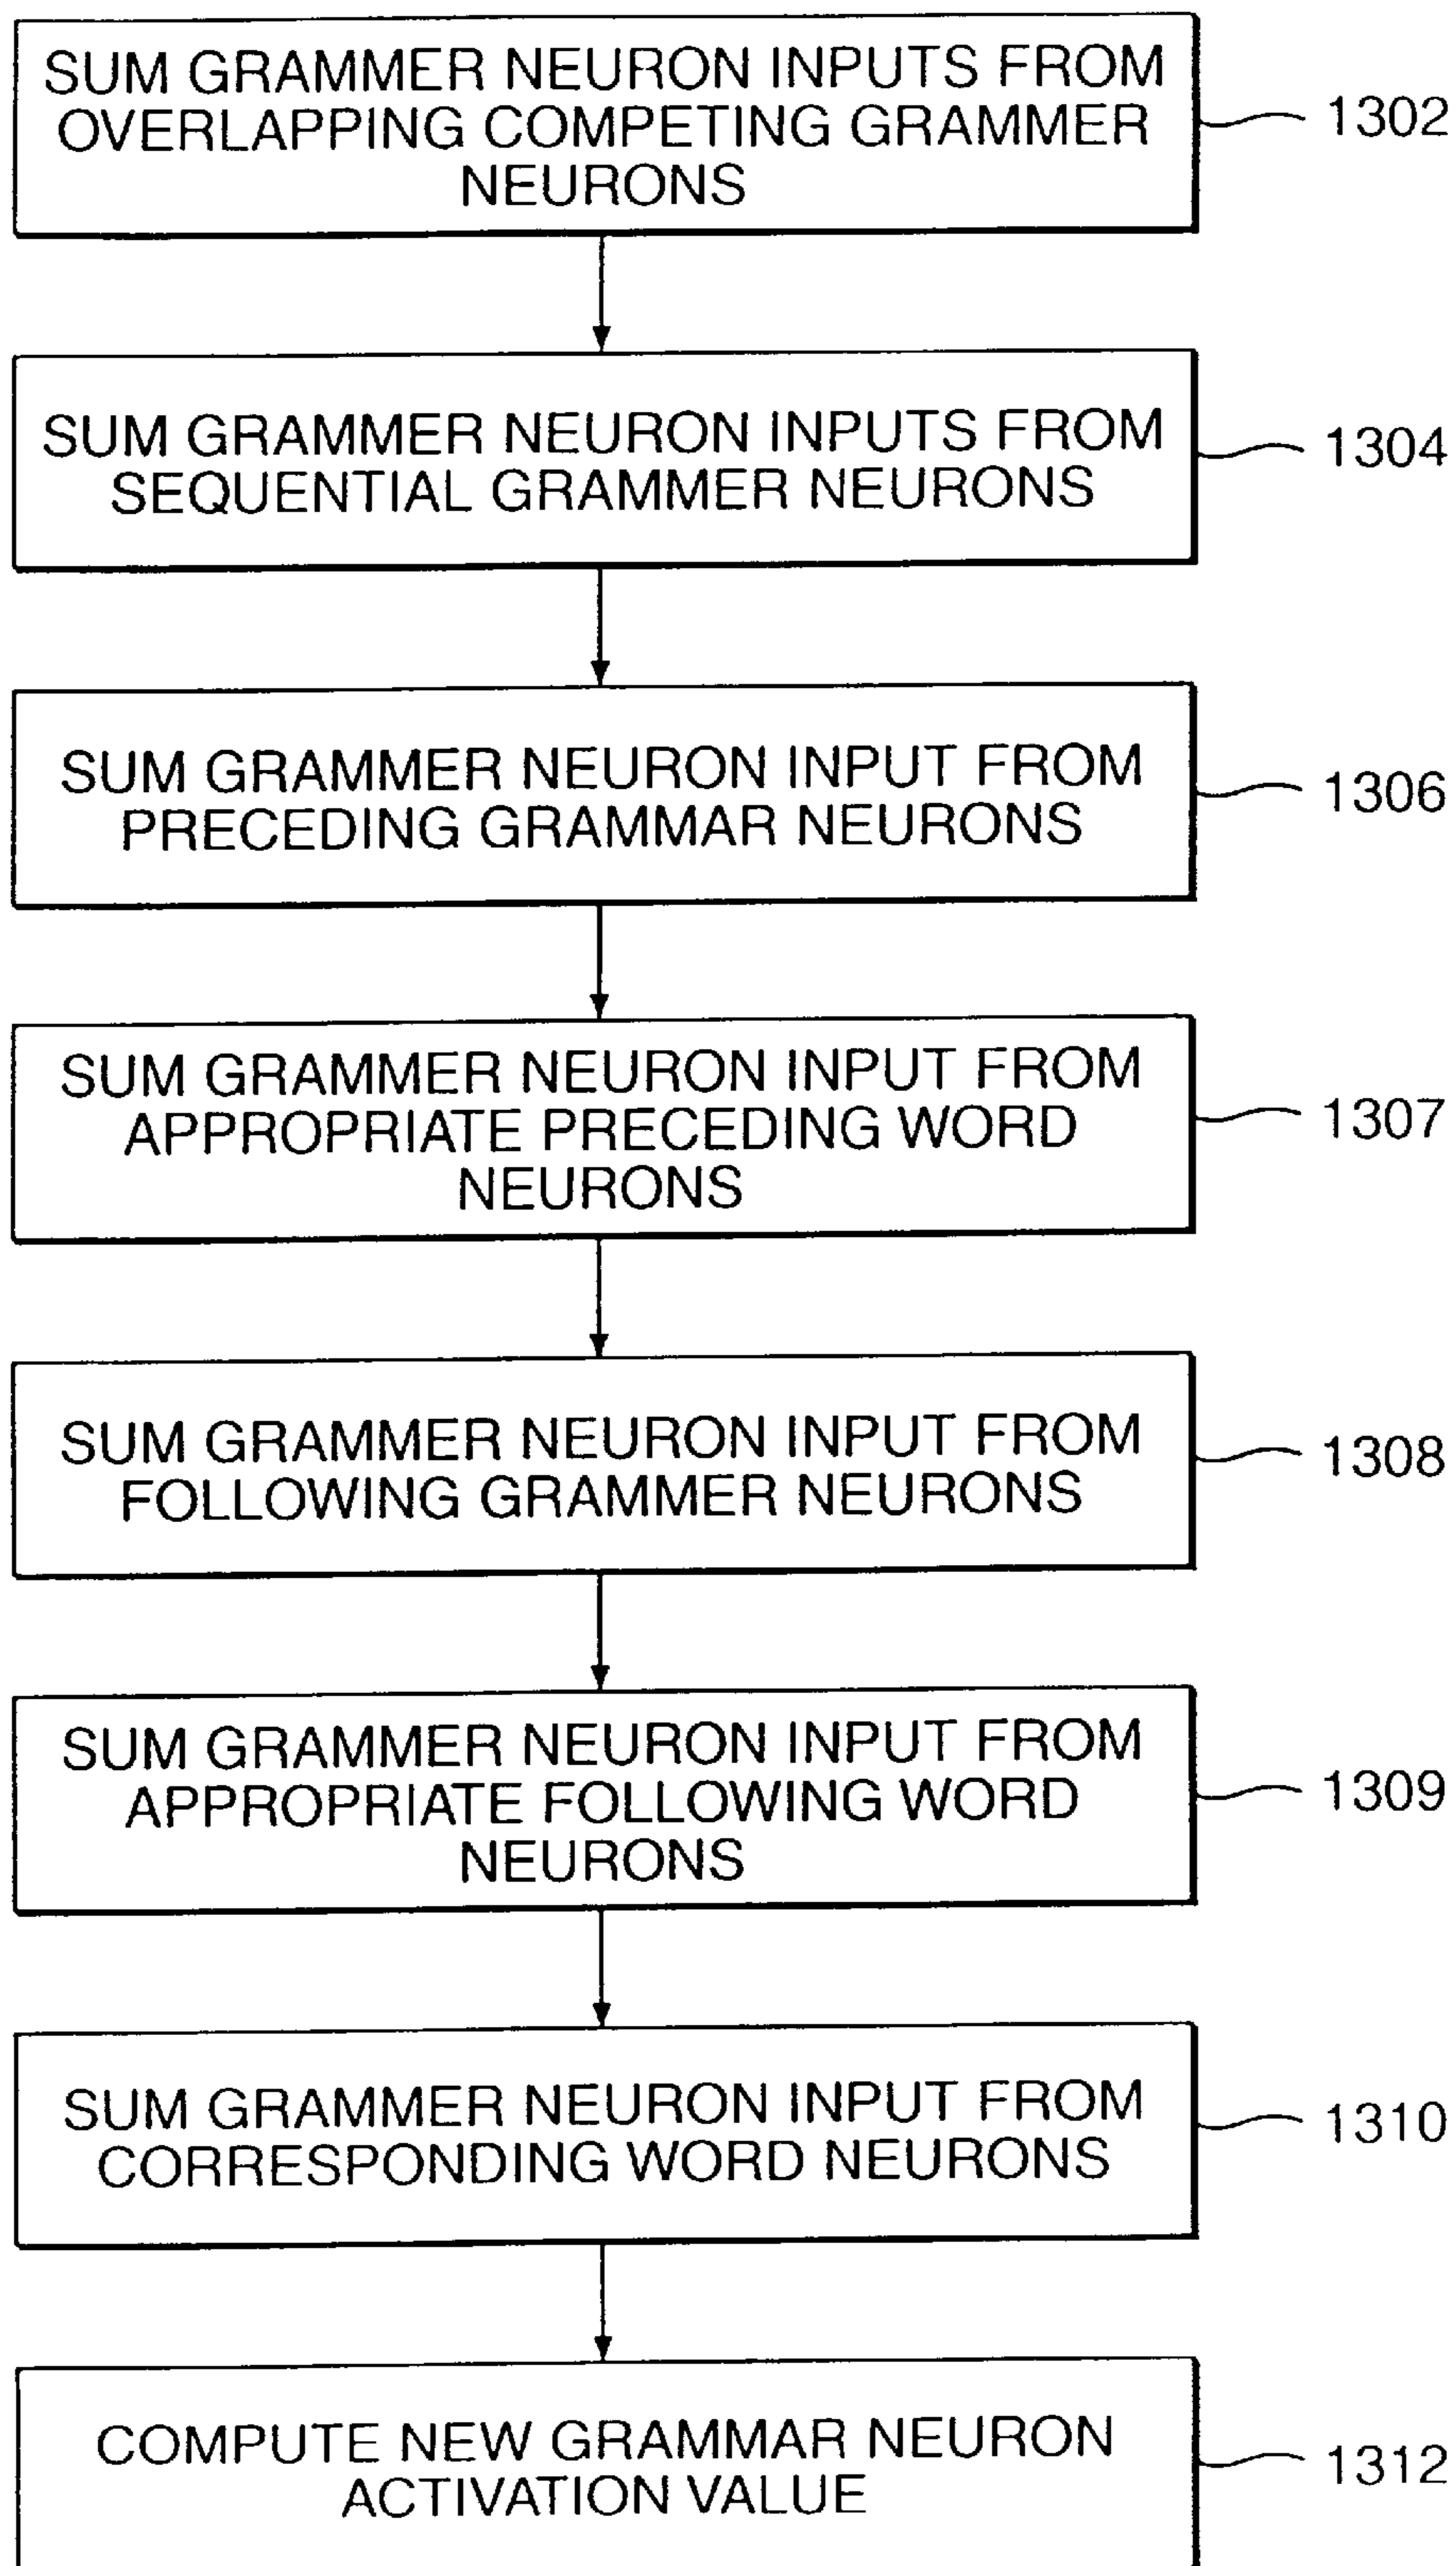 SUM GRAMMER NEURON INPUTS FROM
OVERLAPPING COMPETING GRAMMER
NEURONS
1302
SUM GRAMMER NEURON INPUTS FROM
SEQUENTIAL GRAMMER NEURONS
1304
SUM GRAMMER NEURON INPUT FROM
PRECEDING GRAMMAR NEURONS
1306
SUM GRAMMER NEURON INPUT FROM
APPROPRIATE PRECEDING WORD
NEURONS
1307
SUM GRAMMER NEURON INPUT FROM
FOLLOWING GRAMMER NEURONS
1308
SUM GRAMMER NEURON INPUT FROM
APPROPRIATE FOLLOWING WORD
NEURONS
1309
SUM GRAMMER NEURON INPUT FROM
CORRESPONDING WORD NEURONS
1310
COMPUTE NEW GRAMMAR NEURON
ACTIVATION VALUE
1312